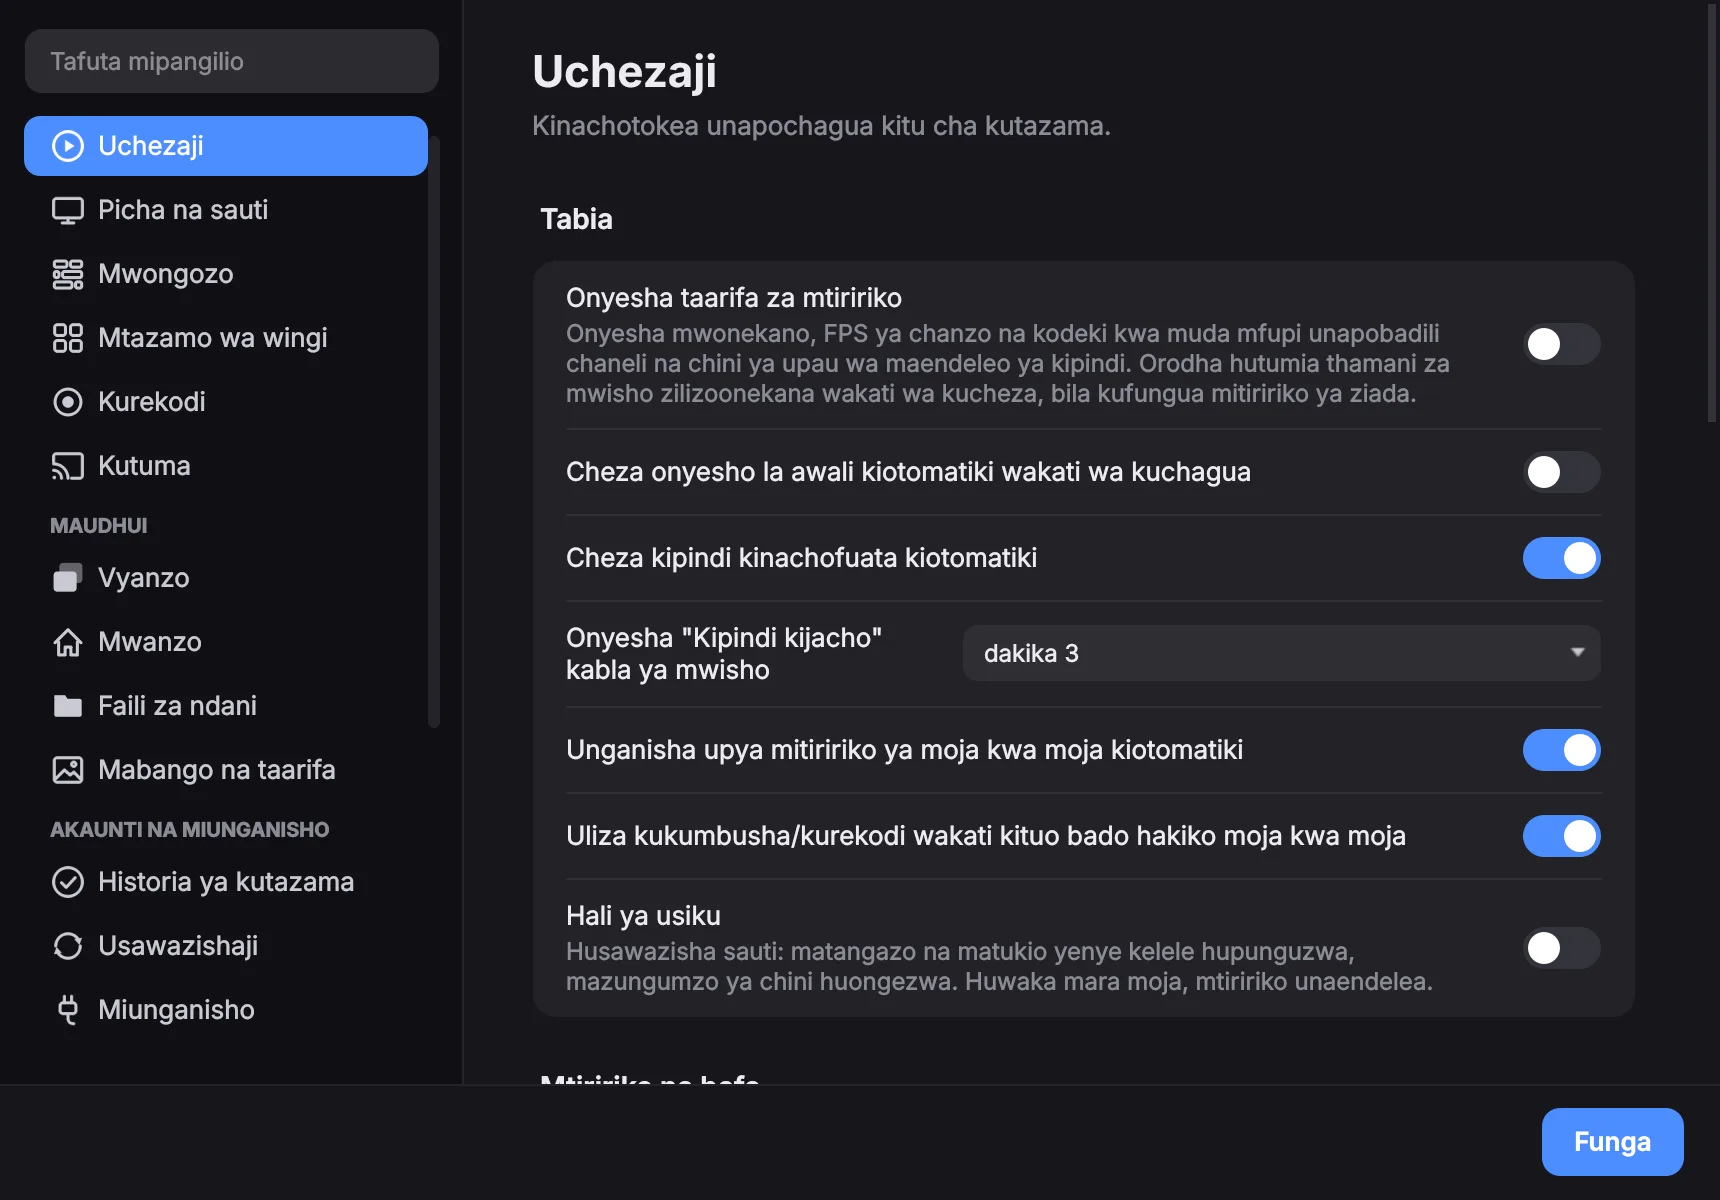 Tafuta mipangilio
Uchezaji
Picha na sauti
Mwongozo
Mtazamo wa wingi
Kurekodi
Kutuma
MAUDHUI
Vyanzo
Mwanzo
Faili za ndani
Mabango na taarifa
AKAUNTI NA MIUNGANISHO
Historia ya kutazama
Usawazishaji
Miunganisho
Uchezaji
Kinachotokea unapochagua kitu cha kutazama.
Tabia
Onyesha taarifa za mtiririko
Onyesha mwonekano, FPS ya chanzo na kodeki kwa muda mfupi unapobadili
chaneli na chini ya upau wa maendeleo ya kipindi. Orodha hutumia thamani za
mwisho zilizoonekana wakati wa kucheza, bila kufungua mitiririko ya ziada.
Cheza onyesho la awali kiotomatiki wakati wa kuchagua
Cheza kipindi kinachofuata kiotomatiki
Onyesha "Kipindi kijacho"
kabla ya mwisho
dakika 3
Unganisha upya mitiririko ya moja kwa moja kiotomatiki
Uliza kukumbusha/kurekodi wakati kituo bado hakiko moja kwa moja
Hali ya usiku
Husawazisha sauti: matangazo na matukio yenye kelele hupunguzwa,
mazungumzo ya chini huongezwa. Huwaka mara moja, mtiririko unaendelea.
Mtiririko na bafa
Funga